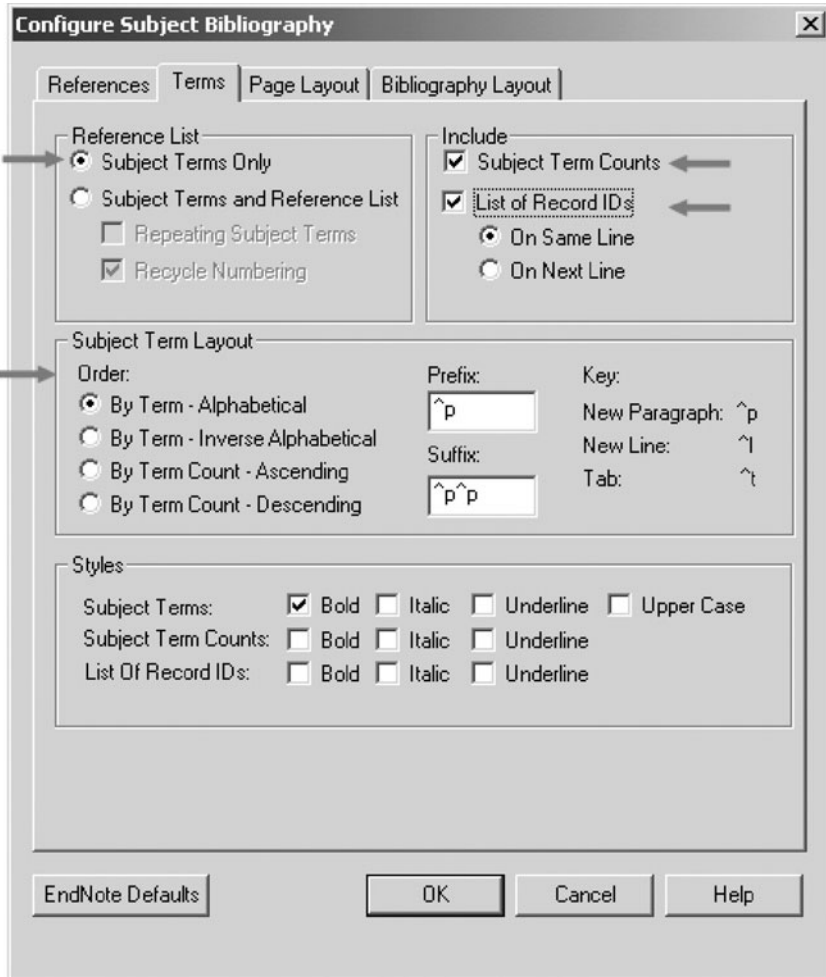 Configure Subject Bibliography
References Terms Page Layout Bibliography Layout
Reference List
Subject Terms Only
Subject Terms and Reference List
Repeating Subject Terms
Recycle Numbering
Include
Subject Term Counts
List of Record IDs
On Same Line
On Next Line
Subject Term Layout
Order:
By Term - Alphabetical
By Term - Inverse Alphabetical
By Term Count - Ascending
By Term Count - Descending
Prefix:
^p
Suffix:
^p^p
Key:
New Paragraph: ^p
New Line: ^l
Tab: ^t
Styles
Subject Terms: Bold Italic Underline Upper Case
Subject Term Counts: Bold Italic Underline
List Of Record IDs: Bold Italic Underline
EndNote Defaults OK Cancel Help